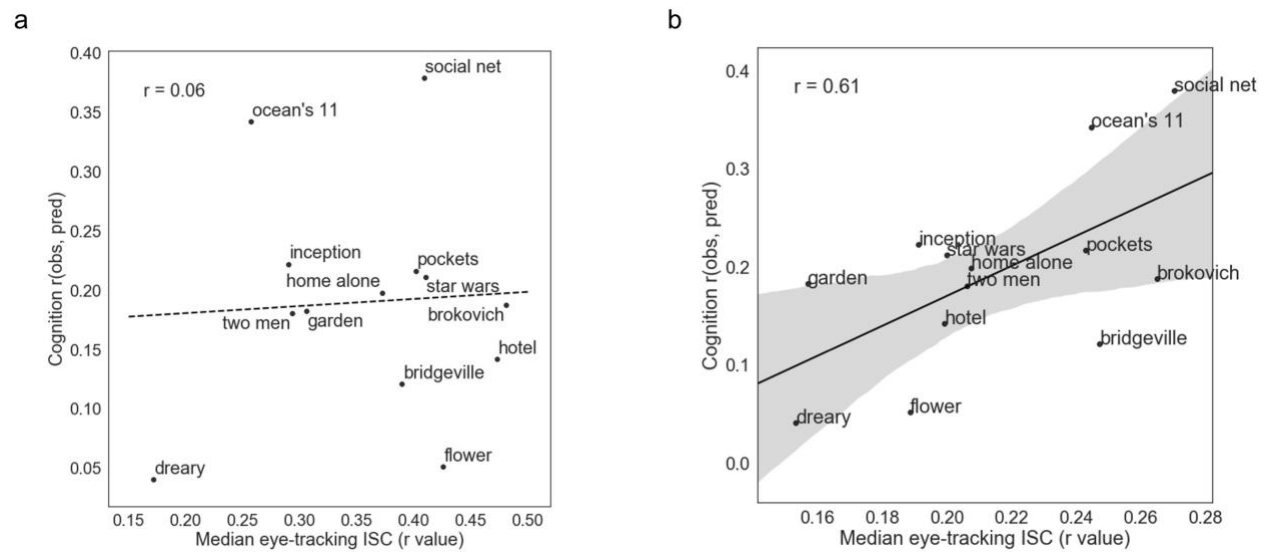 a
Cognition r(obs, pred)
0.40
0.35
0.30
0.25
0.20
0.15
0.10
0.05
r = 0.06
social net
ocean's 11
inception
pockets
home alone
star wars
two men
garden
brokovich
hotel
bridgeville
flower
dreary
0.15 0.20 0.25 0.30 0.35 0.40 0.45 0.50
Median eye-tracking ISC (r value)
b
Cognition r(obs, pred)
0.4
0.3
0.2
0.1
0.0
r = 0.61
social net
ocean's 11
inception
star wars
pockets
home alone
brokovich
garden
two men
hotel
bridgeville
flower
dreary
0.16 0.18 0.20 0.22 0.24 0.26 0.28
Median eye-tracking ISC (r value)